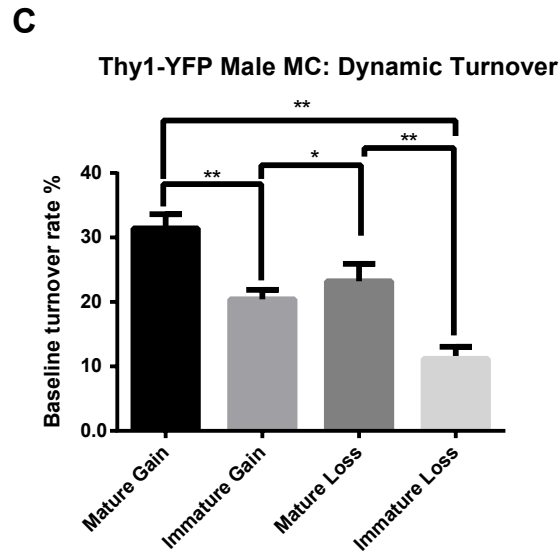 C
Thy1-YFP Male MC: Dynamic Turnover
**
** * **
Baseline turnover rate %
40
30
20
10
0.0
Mature Gain
Immature Gain
Mature Loss
Immature Loss